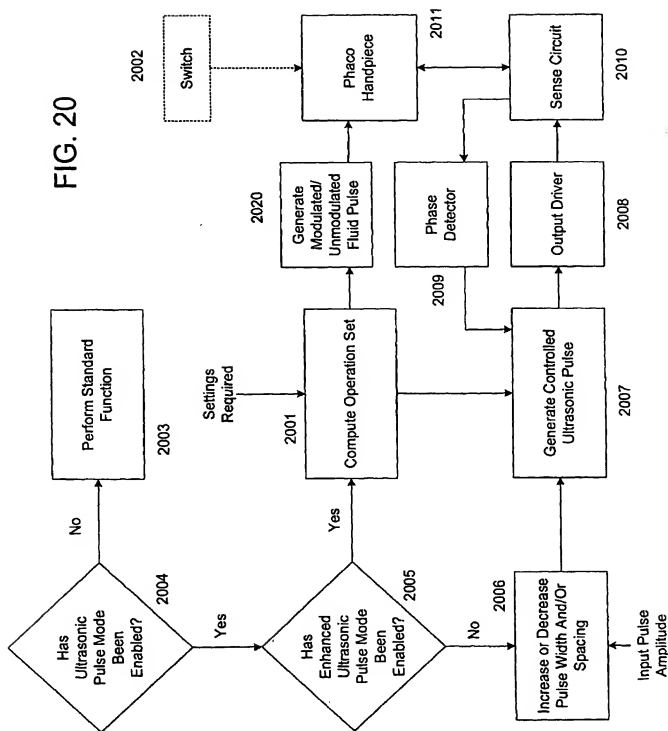 FIG. 20
2002
Switch
Phaco
Handpiece
2011
Sense Circuit
2010
2020
Generate
Modulated/
Unmodulated
Fluid Pulse
Phase
Detector
2009
Output Driver
2008
Perform Standard
Function
2003
Settings
Required
2001
Compute Operation Set
Generate Controlled
Ultrasonic Pulse
2007
No
Yes
Has
Ultrasonic
Pulse Mode
Been
Enabled?
2004
Yes
Has
Enhanced
Ultrasonic
Pulse Mode
Been
Enabled?
2005
No
2006
Increase or Decrease
Pulse Width And/Or
Spacing
Input Pulse
Amplitude